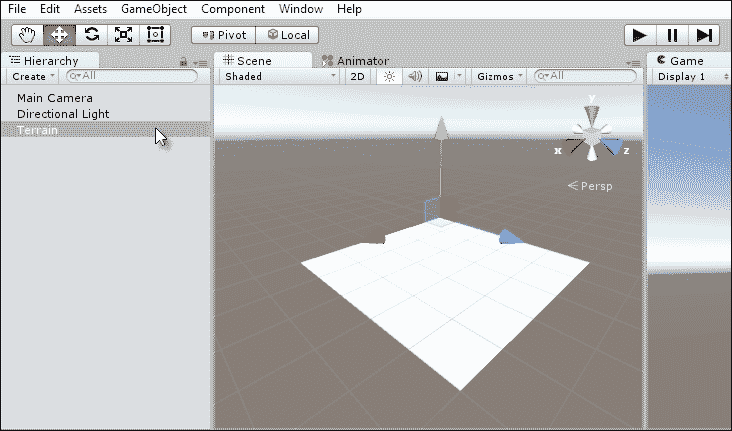 File Edit Assets GameObject Component Window Help
Pivot Local
Hierarchy Scene Animator Game
Create All Shaded 2D Gizmos All Display 1
Main Camera
Directional Light
Terrain
y
x z
Persp